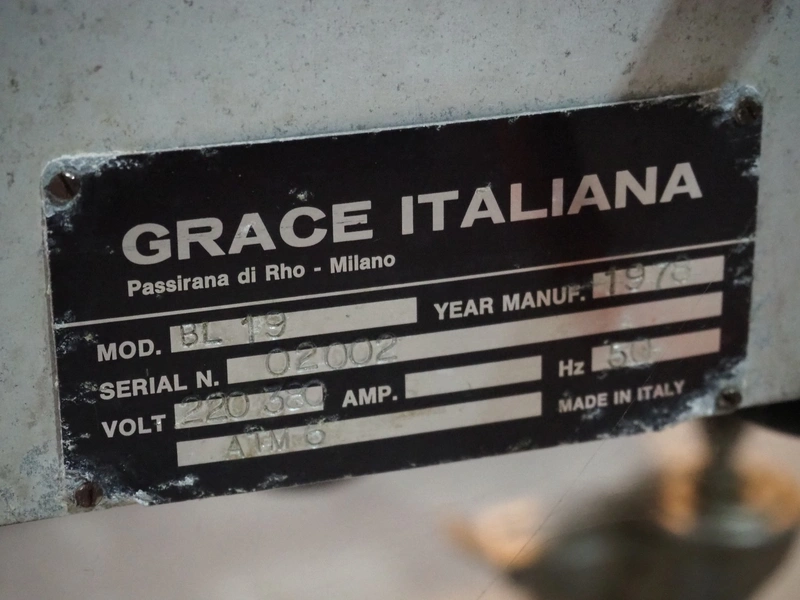 GRACE ITALIANA
Passirana di Rho - Milano
MOD. BL 19 YEAR MANUF.
SERIAL N. 02002
VOLT 220 380 AMP. Hz 50
ATM 6 MADE IN ITALY